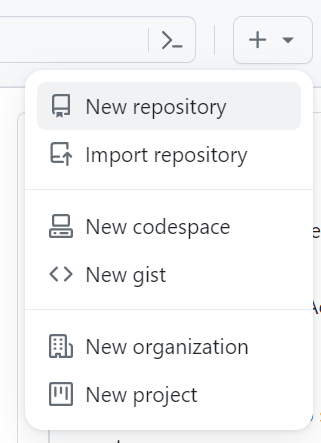 New repository
Import repository
New codespace
New gist
New organization
New project